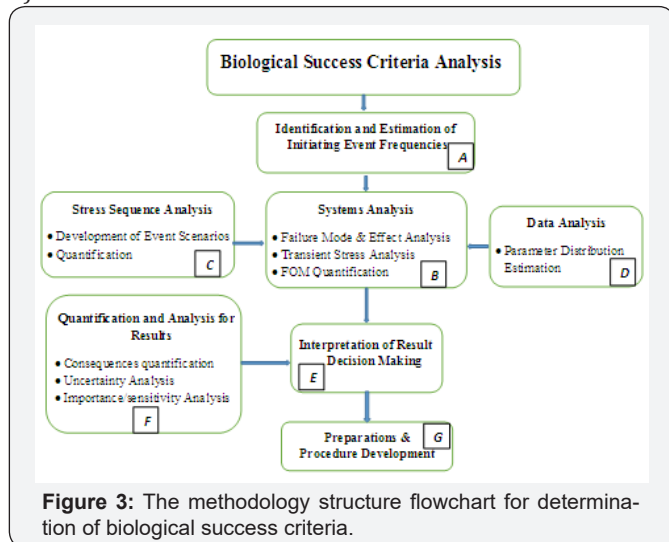 Biological Success Criteria Analysis
Identification and Estimation of
Initiating Event Frequencies
A
Stress Sequence Analysis
• Development of Event Scenarios
• Quantification
C
Systems Analysis
• Failure Mode & Effect Analysis
• Transient Stress Analysis
• FOM Quantification
B
Data Analysis
• Parameter Distribution
Estimation
D
Quantification and Analysis for
Results
• Consequences quantification
• Uncertainty Analysis
• Importance/sensitivity Analysis
F
Interpretation of Result
Decision Making
E
Preparations &
Procedure Development
G
Figure 3: The methodology structure flowchart for determina-
tion of biological success criteria.